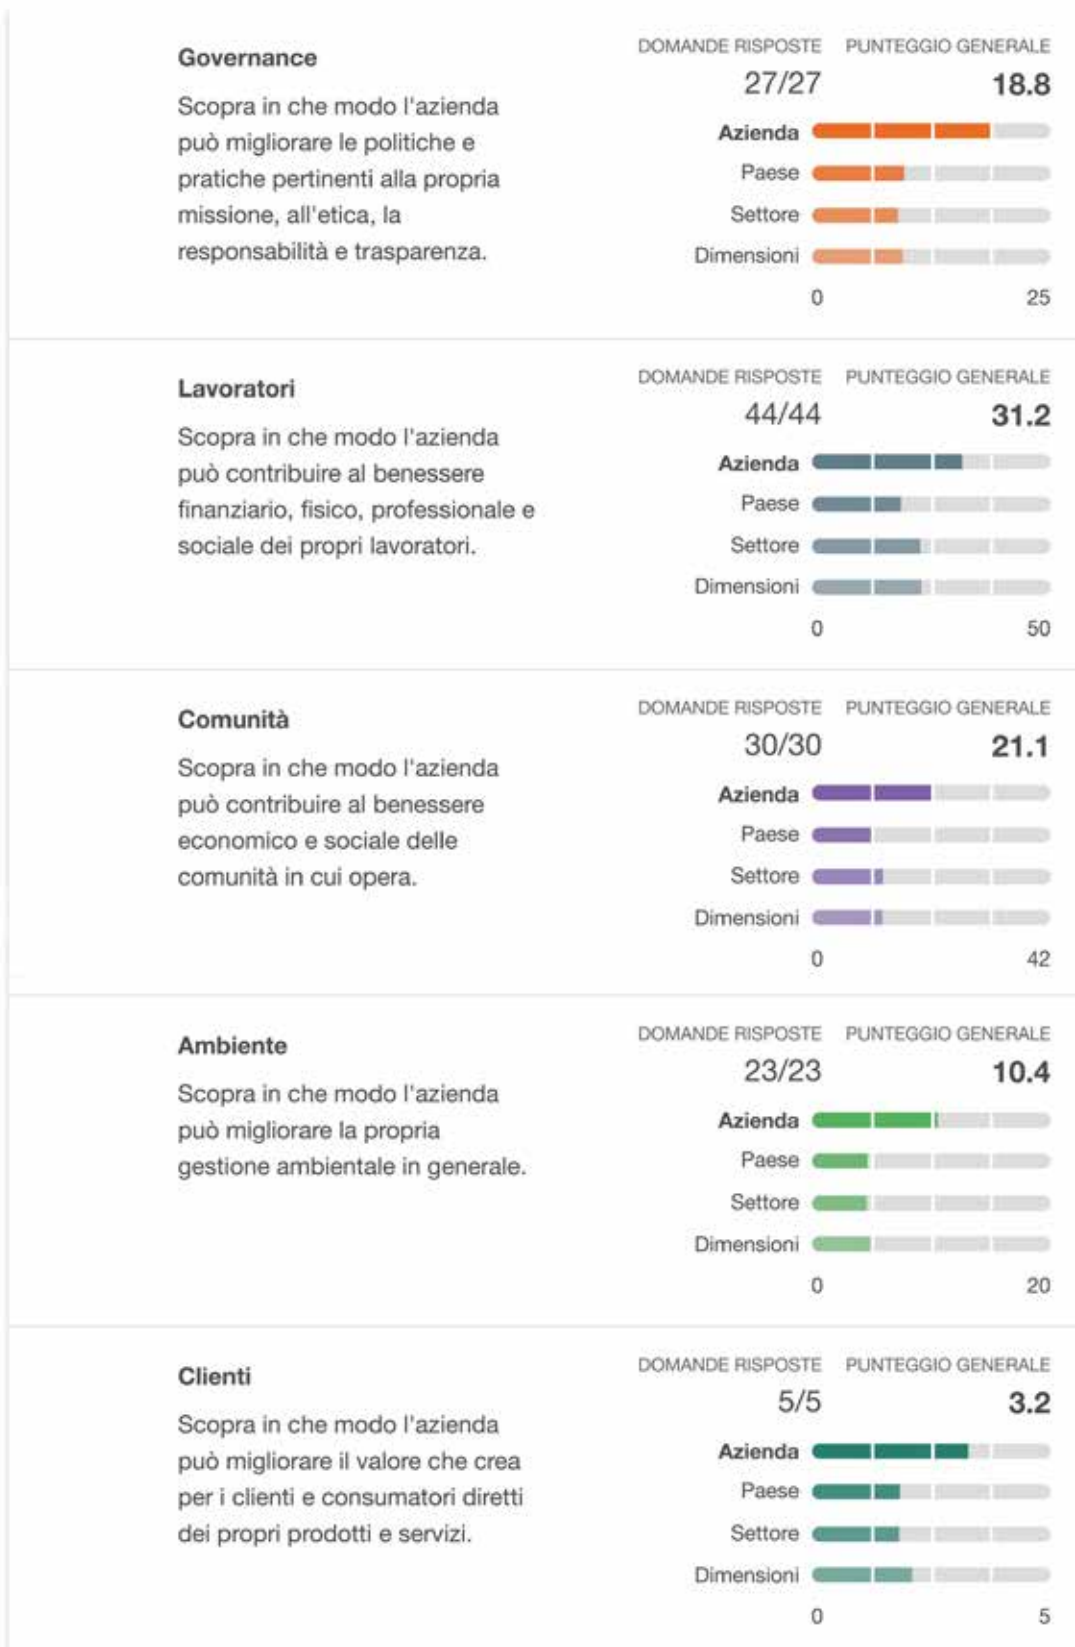 Governance
Scopra in che modo l'azienda
può migliorare le politiche e
pratiche pertinenti alla propria
missione, all'etica, la
responsabilità e trasparenza.
DOMANDE RISPOSTE PUNTEGGIO GENERALE
27/27 18.8
Azienda
Paese
Settore
Dimensioni
0 25
Lavoratori
Scopra in che modo l'azienda
può contribuire al benessere
finanziario, fisico, professionale e
sociale dei propri lavoratori.
DOMANDE RISPOSTE PUNTEGGIO GENERALE
44/44 31.2
Azienda
Paese
Settore
Dimensioni
0 50
Comunità
Scopra in che modo l'azienda
può contribuire al benessere
economico e sociale delle
comunità in cui opera.
DOMANDE RISPOSTE PUNTEGGIO GENERALE
30/30 21.1
Azienda
Paese
Settore
Dimensioni
0 42
Ambiente
Scopra in che modo l'azienda
può migliorare la propria
gestione ambientale in generale.
DOMANDE RISPOSTE PUNTEGGIO GENERALE
23/23 10.4
Azienda
Paese
Settore
Dimensioni
0 20
Clienti
Scopra in che modo l'azienda
può migliorare il valore che crea
per i clienti e consumatori diretti
dei propri prodotti e servizi.
DOMANDE RISPOSTE PUNTEGGIO GENERALE
5/5 3.2
Azienda
Paese
Settore
Dimensioni
0 5